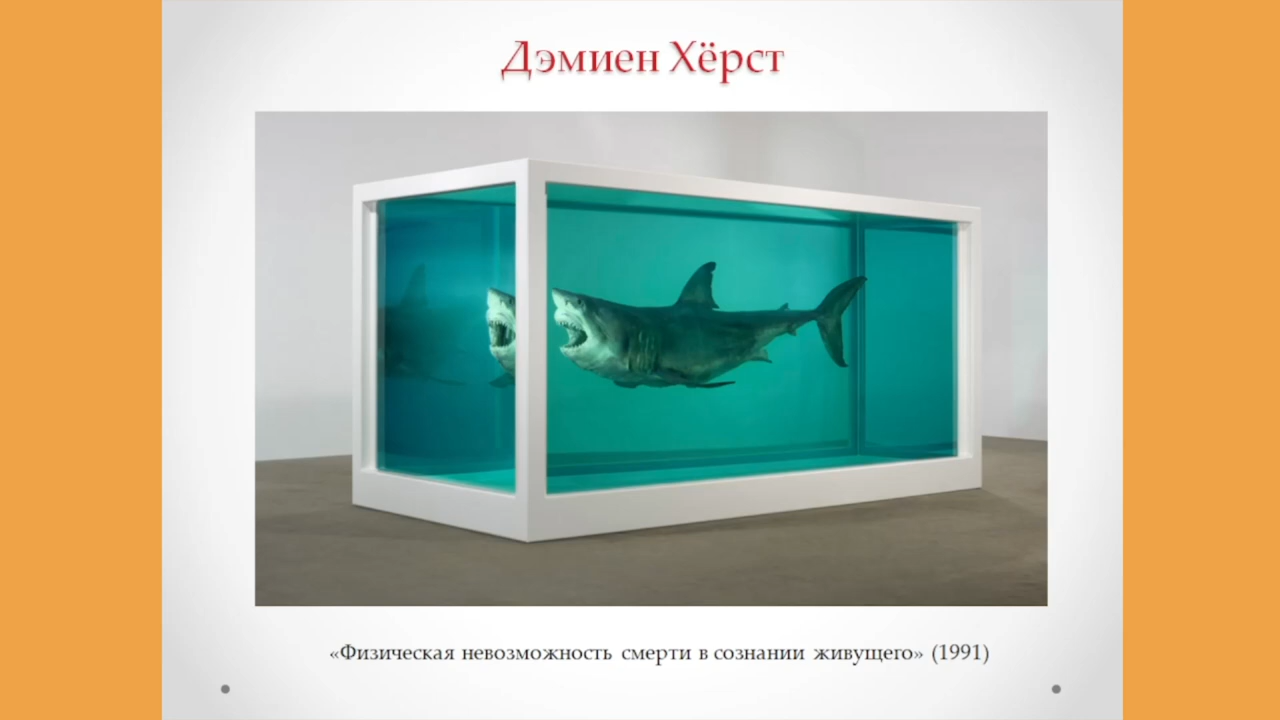 Дэмиен Хёрст
«Физическая невозможность смерти в сознании живущего» (1991)